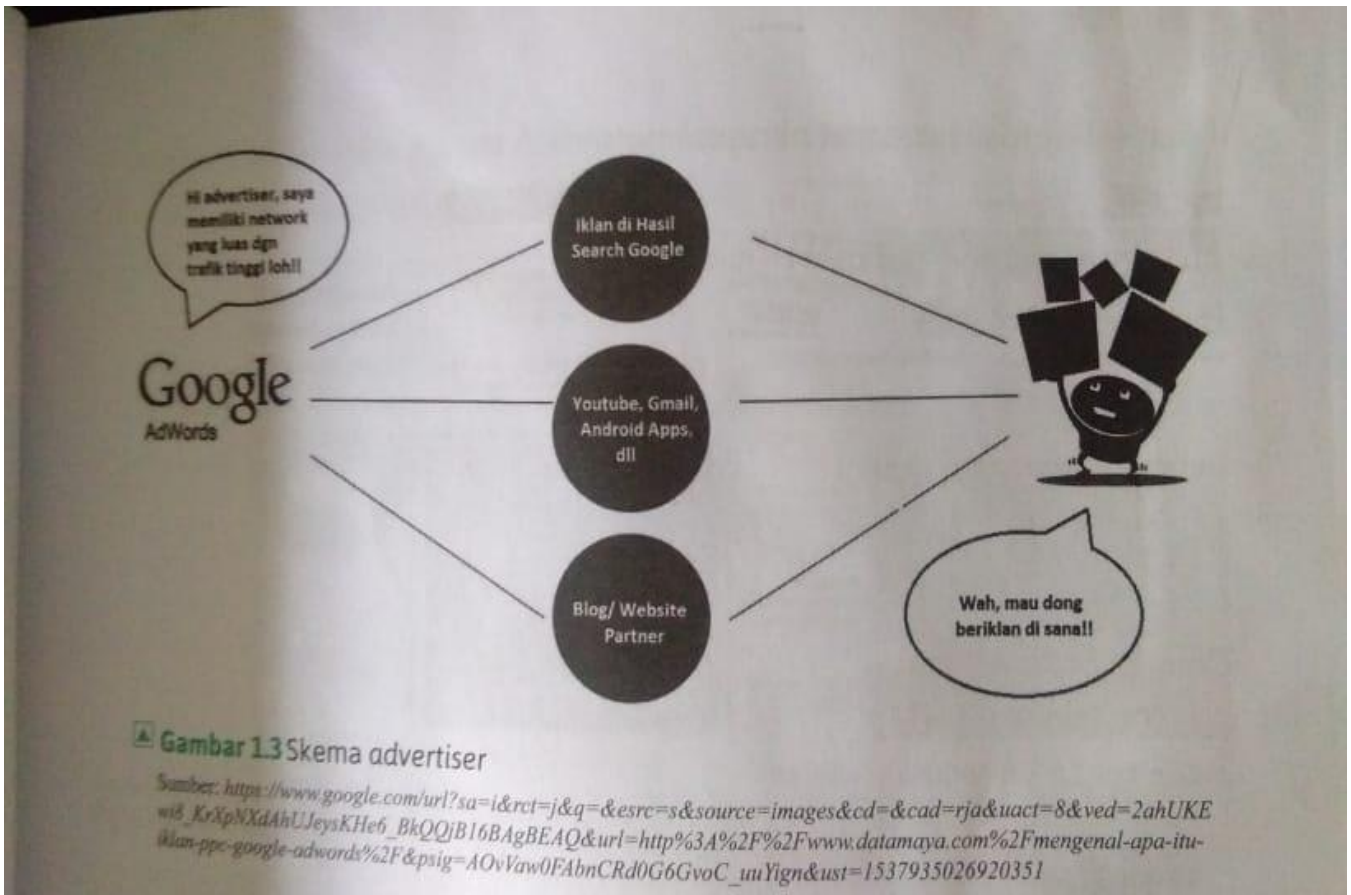 Hi advertiser, saya
memiliki network
yang luas dgn
trafik tinggi loh!!
Google
AdWords
Iklan di Hasil
Search Google
Youtube, Gmail,
Android Apps,
dll
Blog/ Website
Partner
Wah, mau dong
beriklan di sana!!
Gambar 1.3 Skema advertiser
Sumber: https://www.google.com/url?sa=i&rct=j&q=&esrc=s&source=images&cd=&cad=rja&uact=8&ved=2ahUKE
wi8_KrXpNXdAhUJeysKHe6_BkQQjB16BAgBEAQ&url=http%3A%2F%2Fwww.datamaya.com%2Fmengenal-apa-itu-
iklan-ppc-google-adwords%2F&psig=AOvVaw0FAbnCRd0G6GvoC_uuYign&ust=1537935026920351